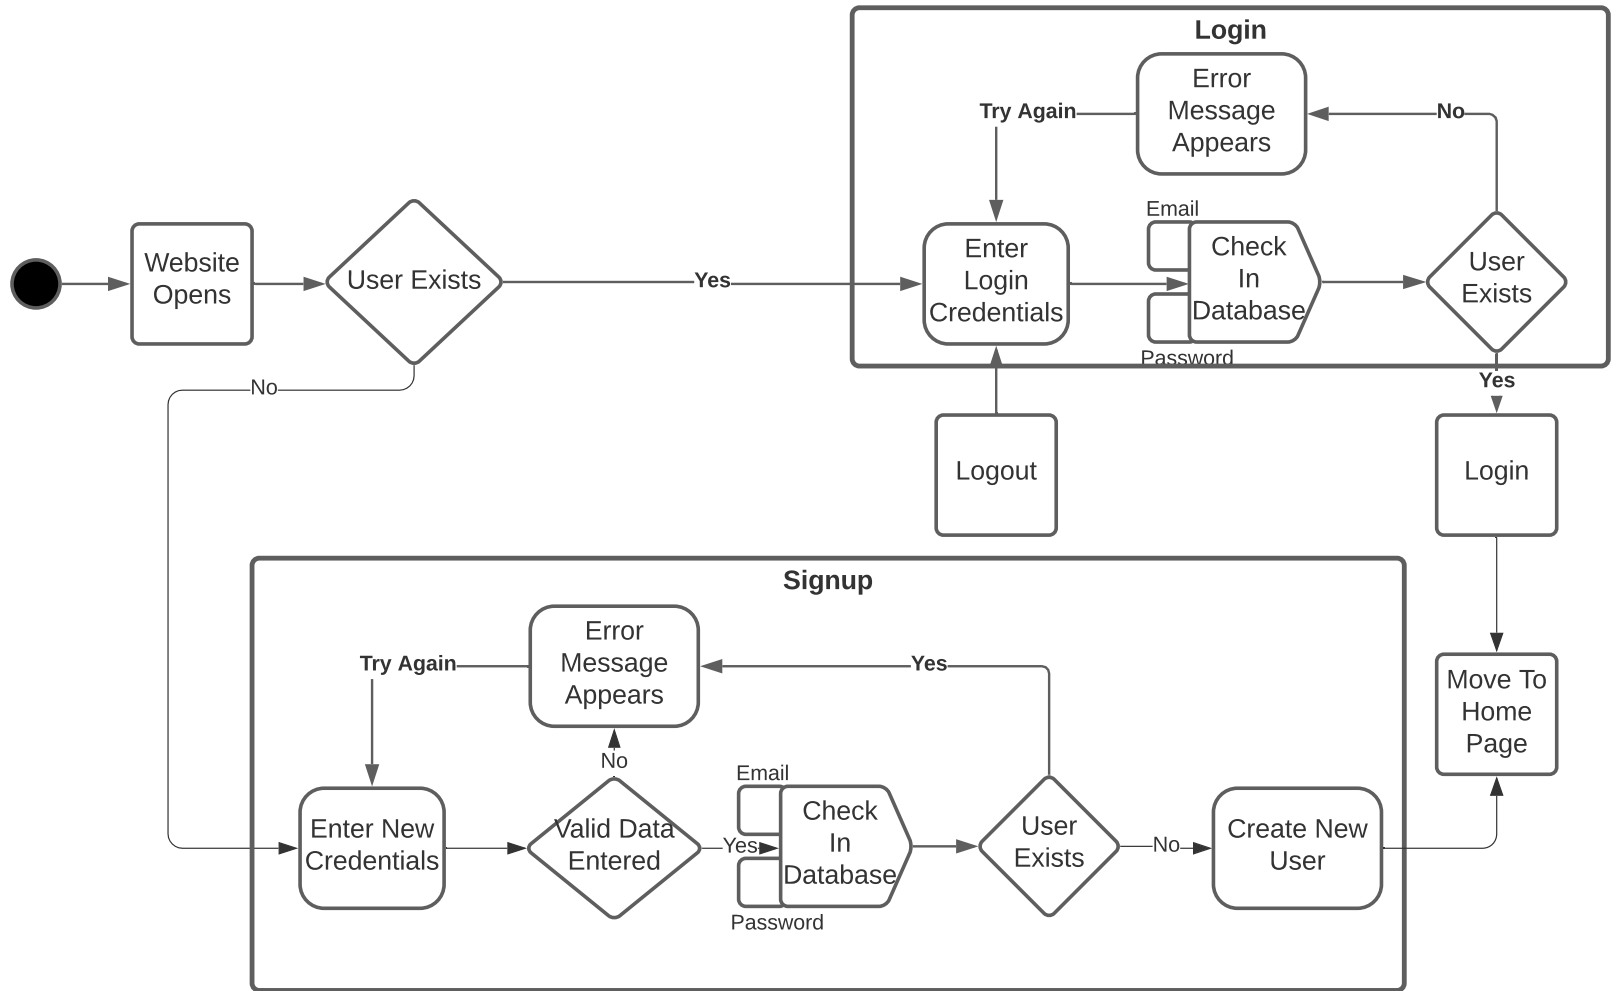 Login
Error
Message
Appears
Try Again
No
Website
Opens
User Exists
Yes
Enter
Login
Credentials
Email
Check
In
Database
Password
User
Exists
No
Yes
Logout
Login
Signup
Error
Message
Appears
Try Again
Yes
Move To
Home
Page
No
Enter New
Credentials
Valid Data
Entered
Yes
Email
Check
In
Database
Password
User
Exists
No
Create New
User